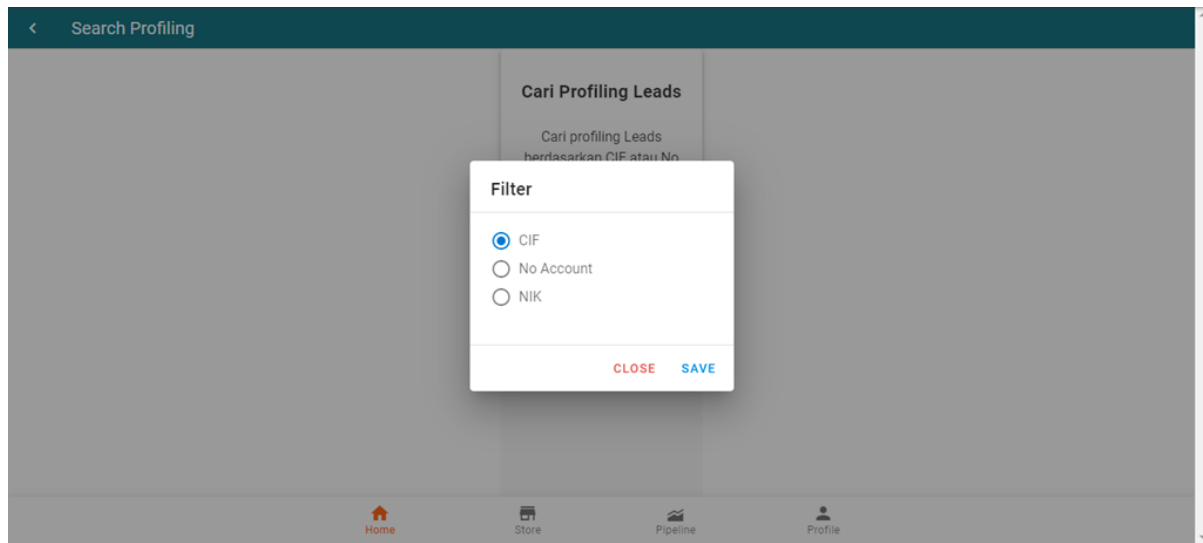 Search Profiling
Cari Profiling Leads
Cari profiling Leads
berdasarkan CIF atau No
Filter
CIF
No Account
NIK
CLOSE SAVE
Home Store Pipeline Profile